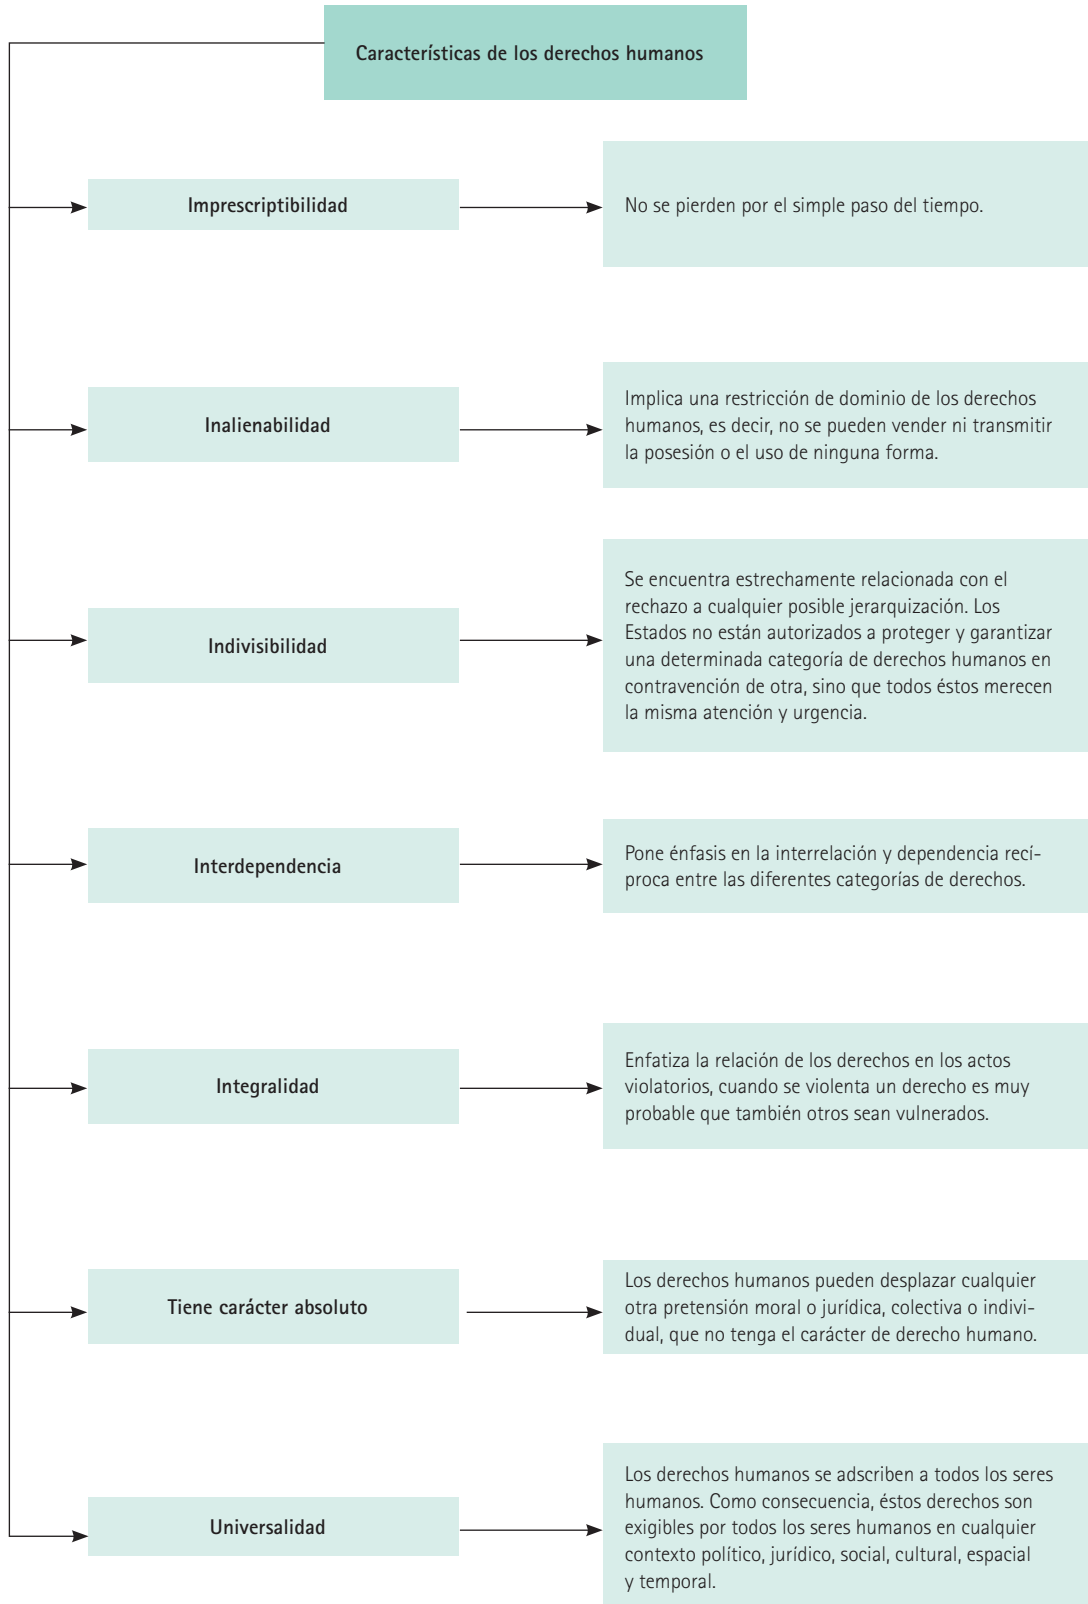 Características de los derechos humanos
Imprescriptibilidad
No se pierden por el simple paso del tiempo.
Inalienabilidad
Implica una restricción de dominio de los derechos
humanos, es decir, no se pueden vender ni transmitir
la posesión o el uso de ninguna forma.
Indivisibilidad
Se encuentra estrechamente relacionada con el
rechazo a cualquier posible jerarquización. Los
Estados no están autorizados a proteger y garantizar
una determinada categoría de derechos humanos en
contravención de otra, sino que todos éstos merecen
la misma atención y urgencia.
Interdependencia
Pone énfasis en la interrelación y dependencia recí-
proca entre las diferentes categorías de derechos.
Integralidad
Enfatiza la relación de los derechos en los actos
violatorios, cuando se violenta un derecho es muy
probable que también otros sean vulnerados.
Tiene carácter absoluto
Los derechos humanos pueden desplazar cualquier
otra pretensión moral o jurídica, colectiva o indivi-
dual, que no tenga el carácter de derecho humano.
Universalidad
Los derechos humanos se adscriben a todos los seres
humanos. Como consecuencia, éstos derechos son
exigibles por todos los seres humanos en cualquier
contexto político, jurídico, social, cultural, espacial
y temporal.